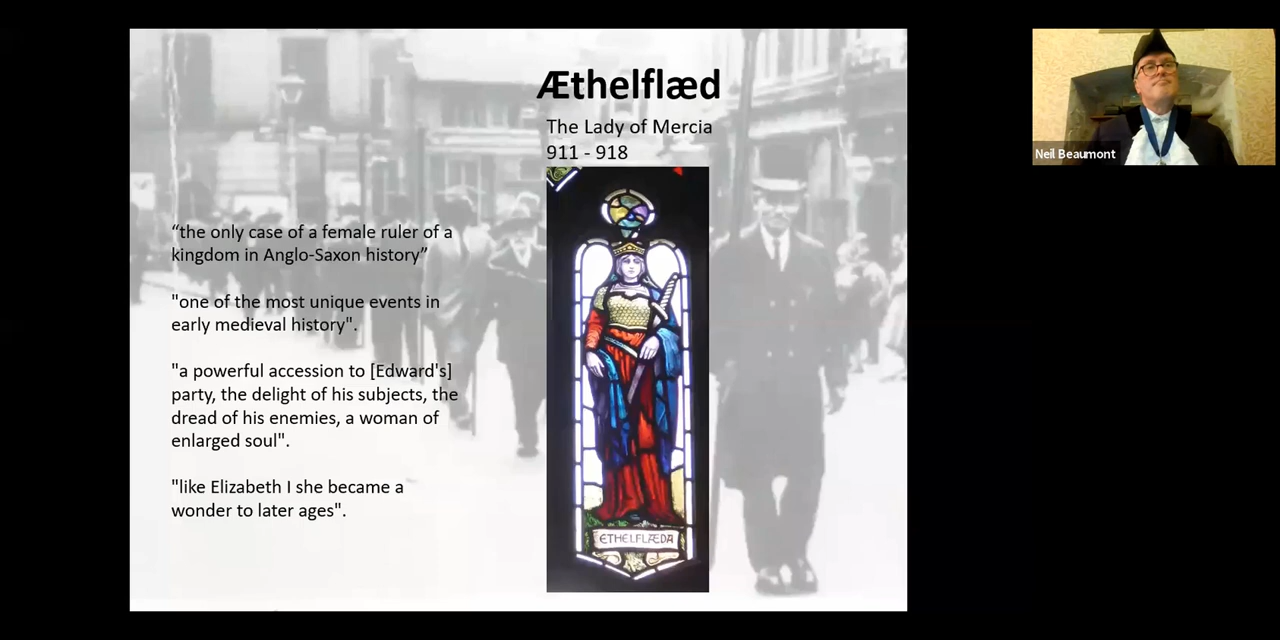 Æthelflæd
The Lady of Mercia
911 - 918
“the only case of a female ruler of a
kingdom in Anglo-Saxon history”
"one of the most unique events in
early medieval history".
"a powerful accession to [Edward's]
party, the delight of his subjects, the
dread of his enemies, a woman of
enlarged soul".
"like Elizabeth I she became a
wonder to later ages".
ETHELFLÆDA
Neil Beaumont